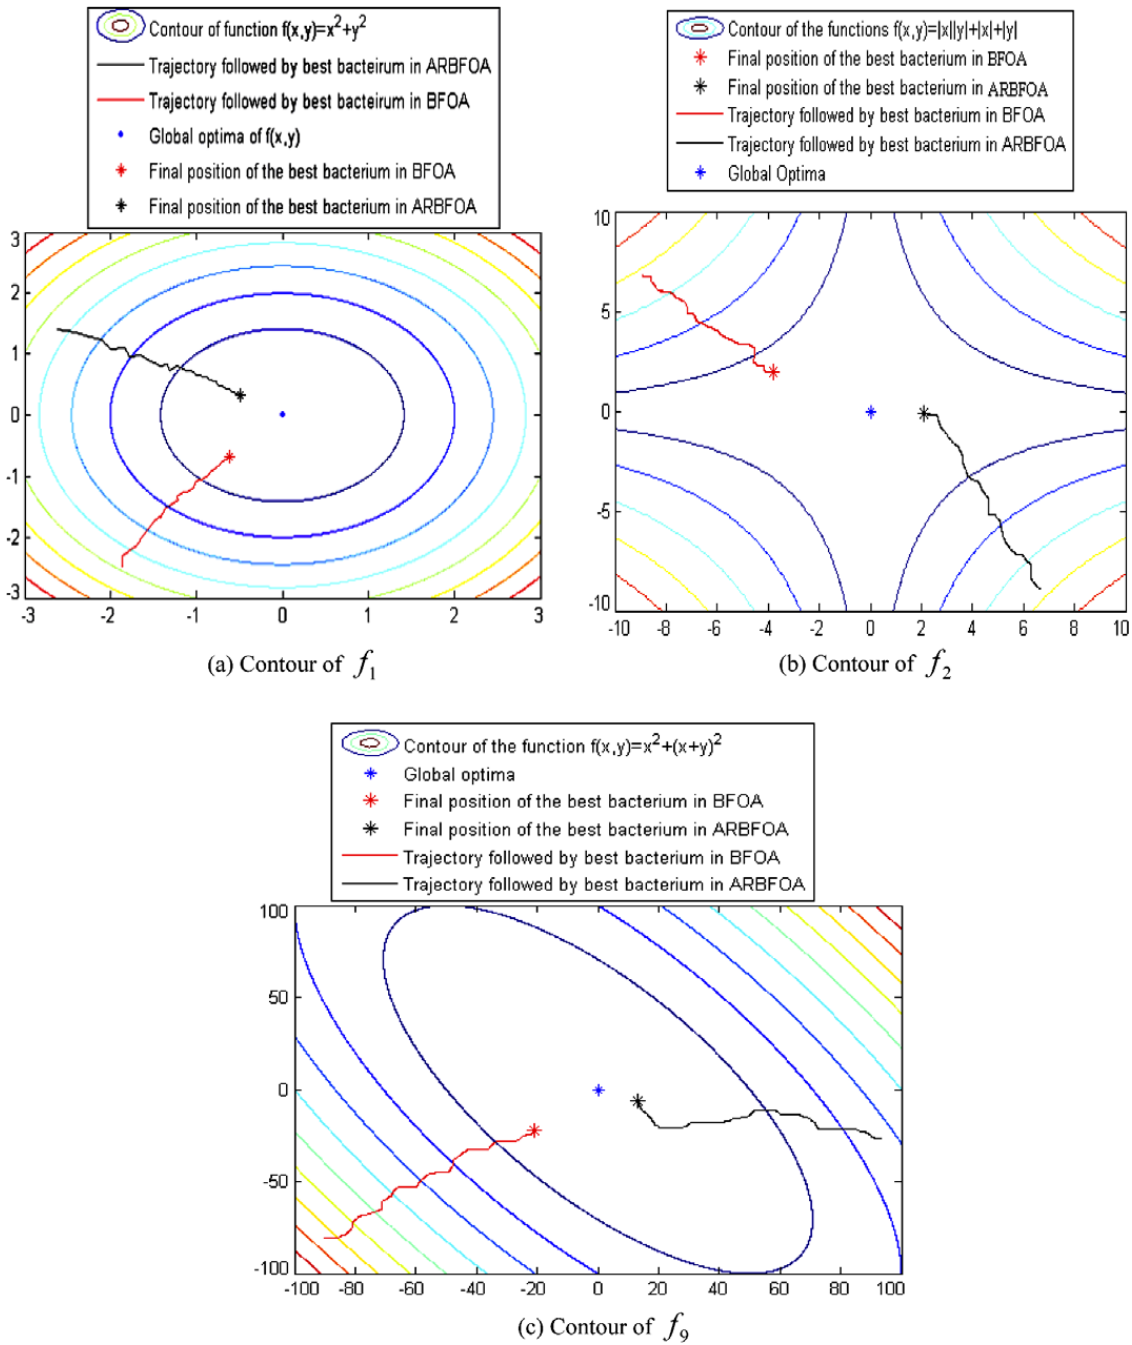 Contour of function f(x,y)=x²+y²
Trajectory followed by best bacteirum in ARBFOA
Trajectory followed by best bacteirum in BFOA
Global optima of f(x,y)
Final position of the best bacterium in BFOA
Final position of the best bacterium in ARBFOA
3
2
1
0
-1
-2
-3
-3 -2 -1 0 1 2 3
(a) Contour of f₁
Contour of the functions f(x,y)=|x||y|+|x|+|y|
Final position of the best bacterium in BFOA
Final position of the best bacterium in ARBFOA
Trajectory followed by best bacterium in BFOA
Trajectory followed by best bacterium in ARBFOA
Global Optima
10
5
0
-5
-10
-10 -8 -6 -4 -2 0 2 4 6 8 10
(b) Contour of f₂
Contour of the function f(x,y)=x²+(x+y)²
Global optima
Final position of the best bacterium in BFOA
Final position of the best bacterium in ARBFOA
Trajectory followed by best bacterium in BFOA
Trajectory followed by best bacterium in ARBFOA
100
50
0
-50
-100
-100 -80 -60 -40 -20 0 20 40 60 80 100
(c) Contour of f₉